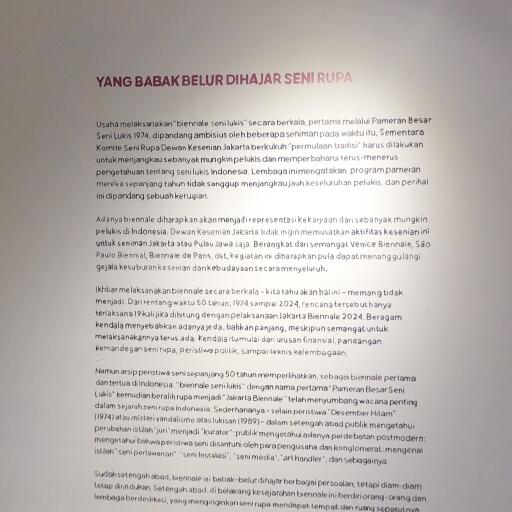 YANG BABAK BELUR DIHAJAR SENI RUPA
Usaha melaksanakan "biennale seni lukis" secara berkala, pertama melalui Pameran Besar
Seni Lukis 1974, dipandang ambisius oleh beberapa seniman pada waktu itu. Sementara
Komite Seni Rupa Dewan Kesenian Jakarta berkukuh "permulaan tradisi" harus dilakukan
untuk menjangkau sebanyak mungkin pelukis dan memperbaharui terus-menerus
pengetahuan tentang seni lukis Indonesia. Lembaga ini mengatakan program pameran
mereka sepanjang tahun tidak sanggup menjangkau jauh keseluruhan pelukis, dan perihal
ini dipandang sebuah kerugian.
Adanya biennale diharapkan akan menjadi representasi kekaryaan dari sebanyak mungkin
pelukis di Indonesia. Dewan Kesenian Jakarta tidak ingin memusatkan aktifitas kesenian ini
untuk seniman Jakarta atau Pulau Jawa saja. Berangkat dari semangat Venice Biennale, São
Paulo Biennial, Biennale de Paris, dst, kegiatan ini diharapkan pula dapat menanggulangi
gejala kesuburan kesenian dan kebudayaan secara menyeluruh.
Ikhtiar melaksanakan biennale secara berkala - kita tahu akan hal ini - memang tidak
menjadi. Dari rentang waktu 50 tahun, 1974 sampai 2024, rencana tersebut hanya
terlaksana 19 kali jika dihitung dengan pelaksanaan Jakarta Biennale 2024. Beragam
kendala menyebabkan adanya jeda, bahkan panjang, meskipun semangat untuk
melaksanakannya terus ada. Kendala itu mulai dari urusan finansial, pandangan
kemandegan seni rupa, peristiwa politik, sampai teknis kelembagaan.
Namun arsip peristiwa seni sepanjang 50 tahun memperlihatkan, sebagai biennale pertama
dan tertua di Indonesia, "biennale seni lukis" dengan nama pertama "Pameran Besar Seni
Lukis" kemudian beralih rupa menjadi "Jakarta Biennale" telah menyumbang wacana penting
dalam sejarah seni rupa Indonesia. Sederhananya - selain peristiwa "Desember Hitam"
(1974) atau misteri vandalisme atau luksisan (1989) - dalam setengah abad publik mengetahui
perubahan istilah "juri" menjadi "kurator"; publik mengetahui adanya perdebatan postmodern;
mengetahui bahwa peristiwa seni disantuni oleh para pengusaha dan konglomerat; mengenal
istilah "seni perlawanan", "seni Instalasi", "seni media", "art handler", dan sebagainya.
Sudah setengah abad, biennale ini babak-belur dihajar berbagai persoalan, tetapi diam-diam
tetap dirindukan. Setengah abad, di belakang kesejarahan biennale ini berdiri orang-orang dan
lembaga berdedikasi, yang menginginkan seni rupa mendapat tempat dan ruang sepatutnya